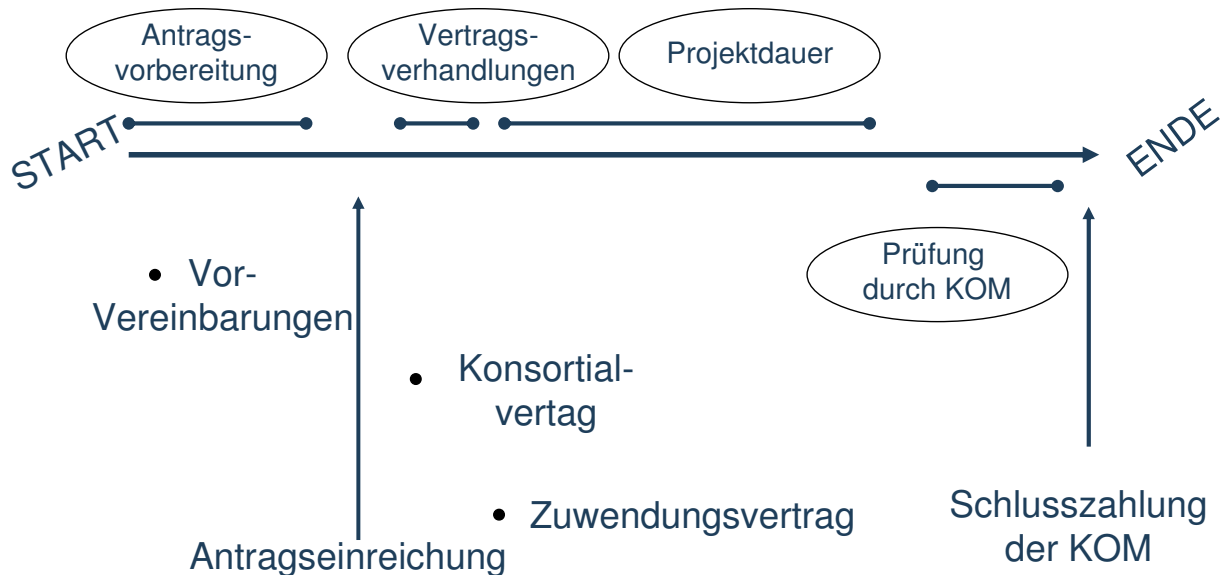 Antrags-
vorbereitung
Vertrags-
verhandlungen
Projektdauer
START
ENDE
Prüfung
durch KOM
• Vor-
Vereinbarungen
• Konsortial-
vertag
• Zuwendungsvertrag
Antragseinreichung
Schlusszahlung
der KOM